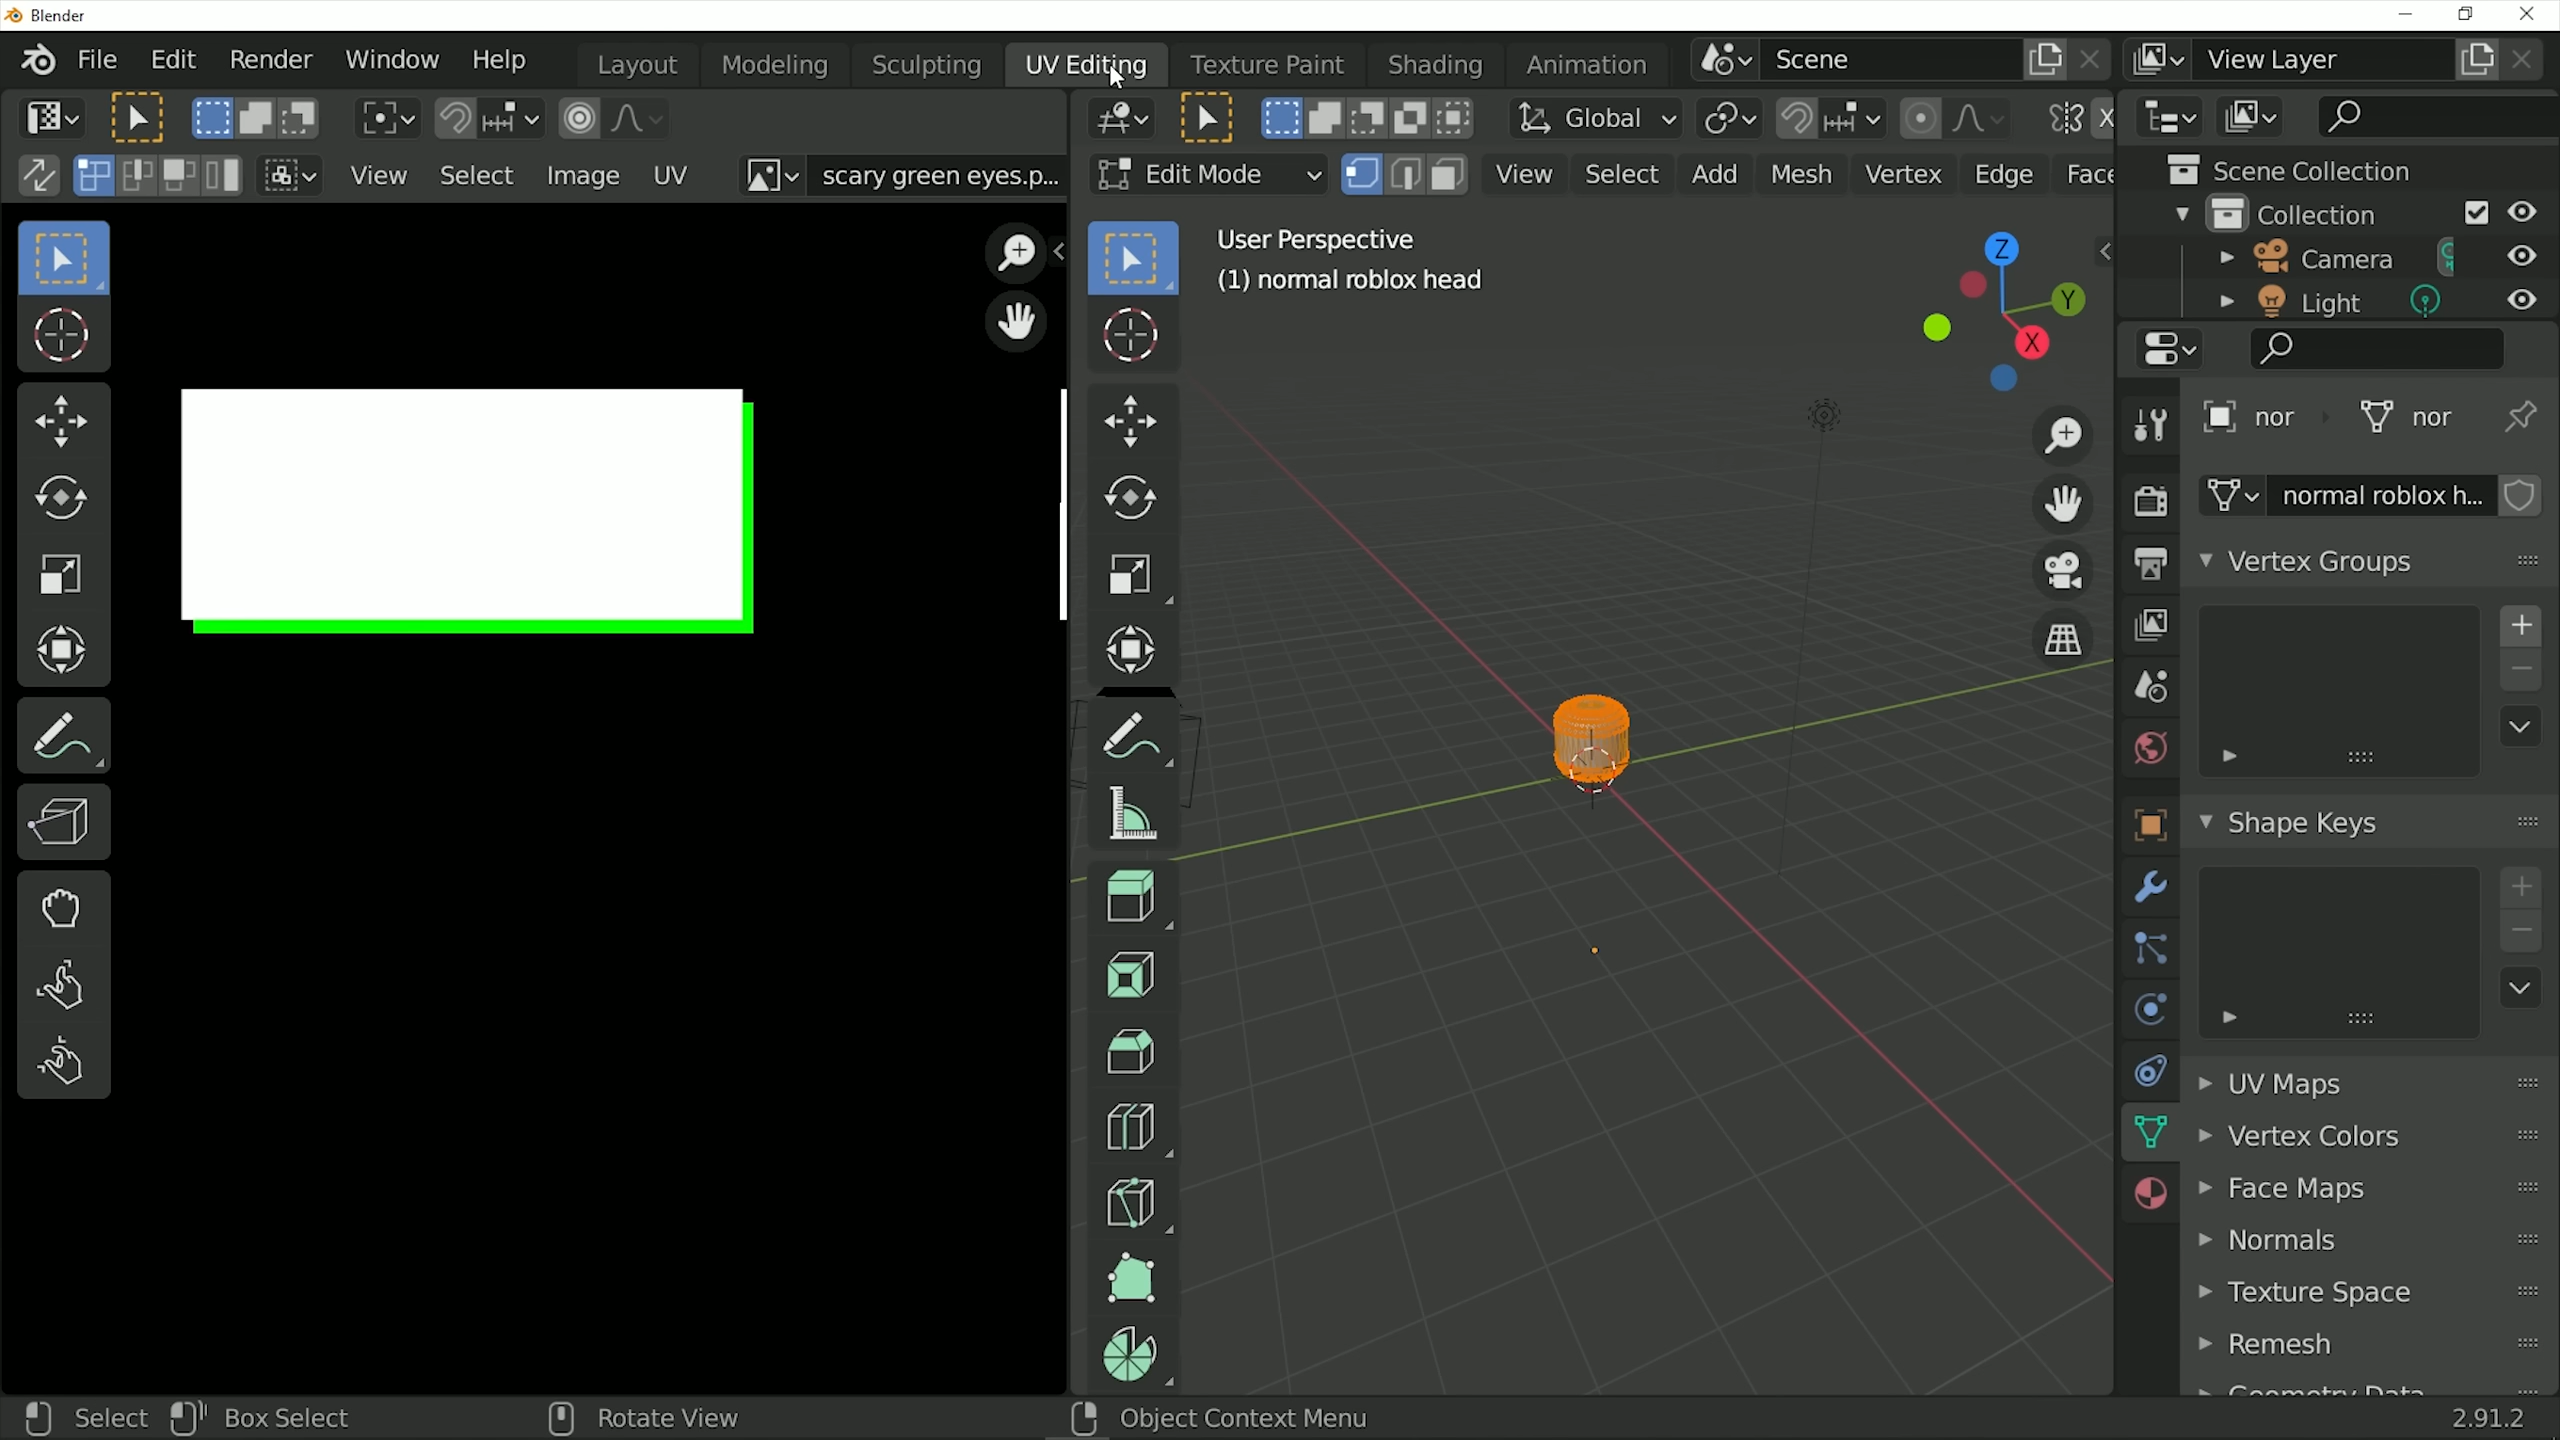 Blender
File Edit Render Window Help Layout Modeling Sculpting UV Editing Texture Paint Shading Animation Scene View Layer
Global X
View Select Image UV scary green eyes.p... Edit Mode View Select Add Mesh Vertex Edge Face
User Perspective
(1) normal roblox head
Z
Y
X
Scene Collection
Collection
Camera
Light
nor nor
normal roblox h...
Vertex Groups
Shape Keys
UV Maps
Vertex Colors
Face Maps
Normals
Texture Space
Remesh
Geometry Data
Select Box Select Rotate View Object Context Menu 2.91.2